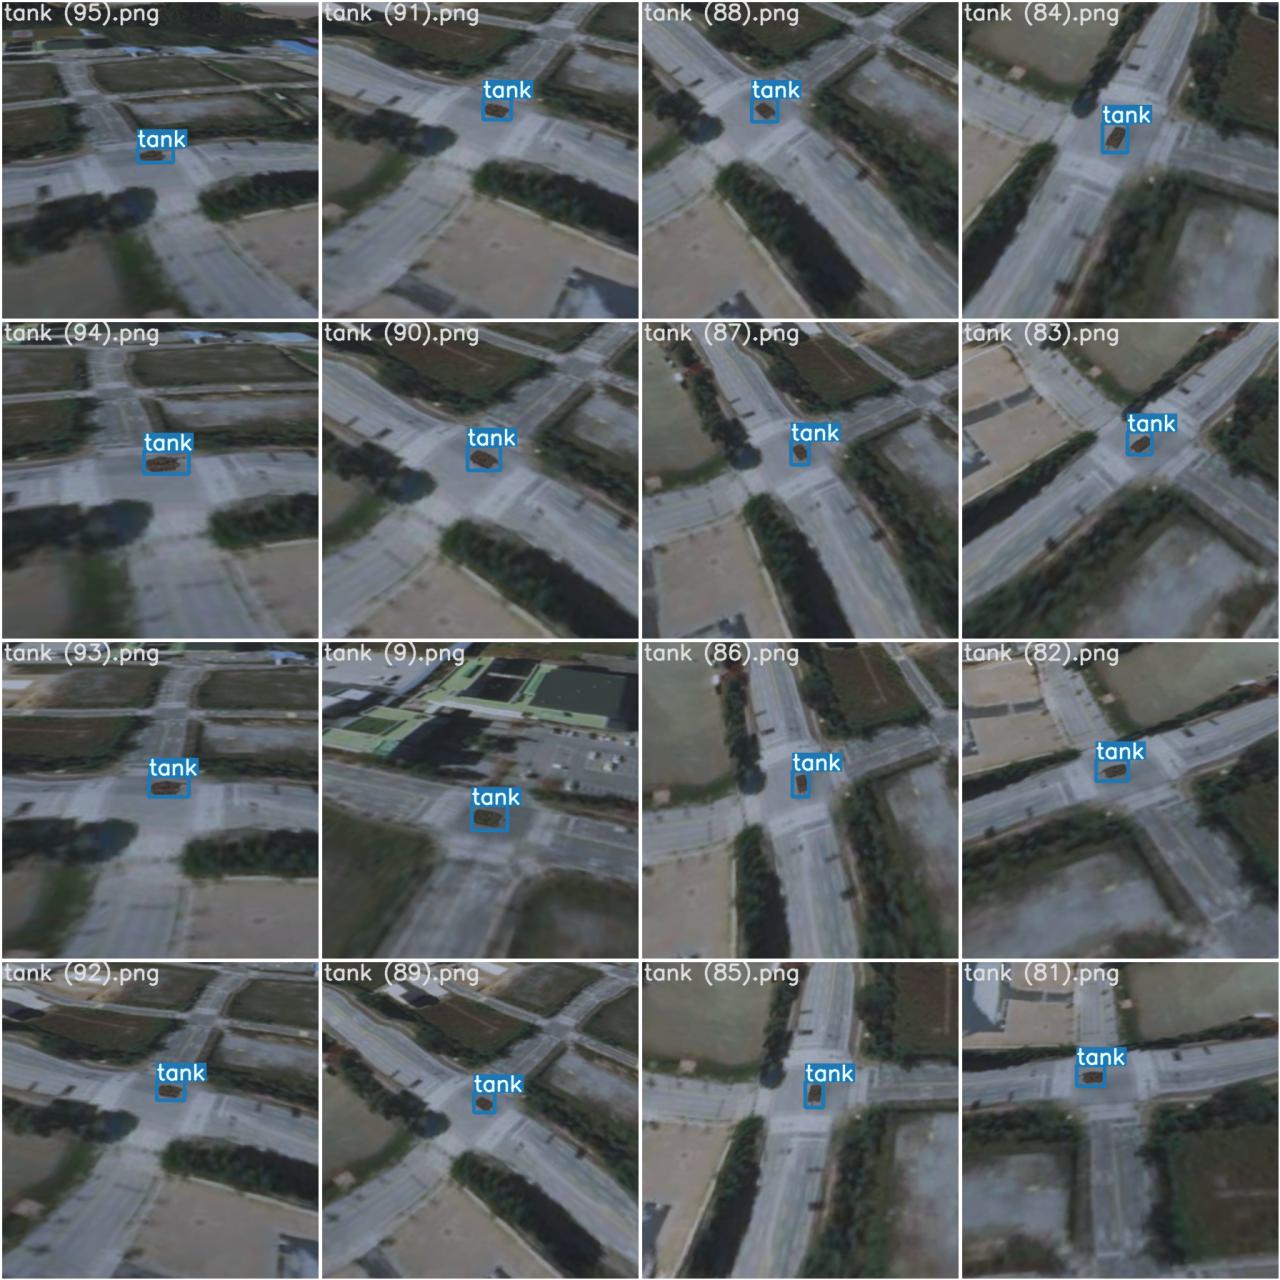 tank (95).png
tank
tank (91).png
tank
tank (88).png
tank
tank (84).png
tank
tank (94).png
tank
tank (90).png
tank
tank (87).png
tank
tank (83).png
tank
tank (93).png
tank
tank (9).png
tank
tank (86).png
tank
tank (82).png
tank
tank (92).png
tank
tank (89).png
tank
tank (85).png
tank
tank (81).png
tank